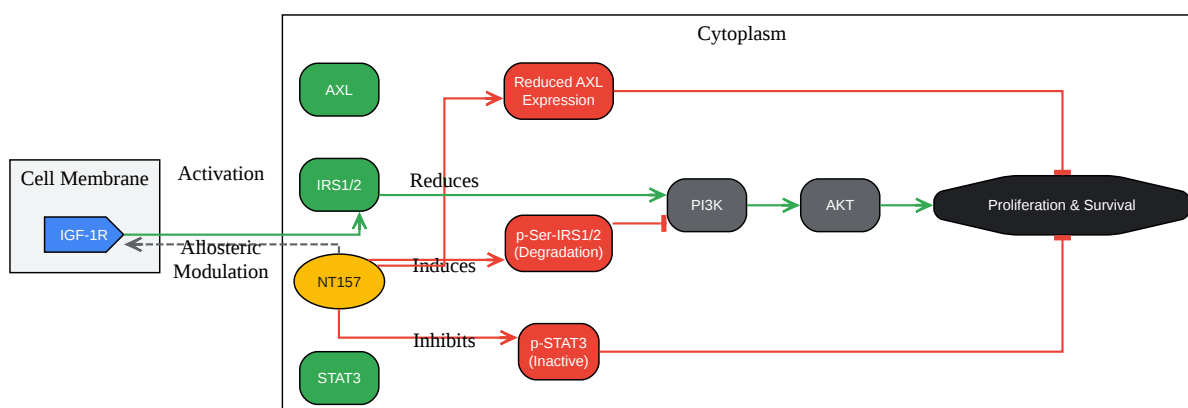 Cytoplasm
AXL
Reduced AXL
Expression
Cell Membrane
Activation
IRS1/2
Reduces
PI3K
AKT
Proliferation & Survival
IGF-1R
Allosteric
Modulation
p-Ser-IRS1/2
(Degradation)
Induces
NT157
Inhibits
p-STAT3
(Inactive)
STAT3